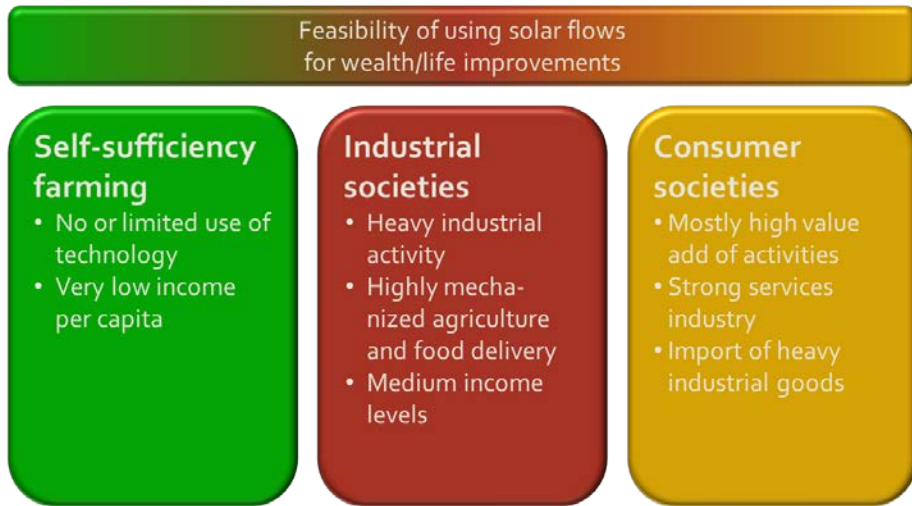 Feasibility of using solar flows
for wealth/life improvements
Self-sufficiency
farming
• No or limited use of
technology
• Very low income
per capita
Industrial
societies
• Heavy industrial
activity
• Highly mecha-
nized agriculture
and food delivery
• Medium income
levels
Consumer
societies
• Mostly high value
add of activities
• Strong services
industry
• Import of heavy
industrial goods